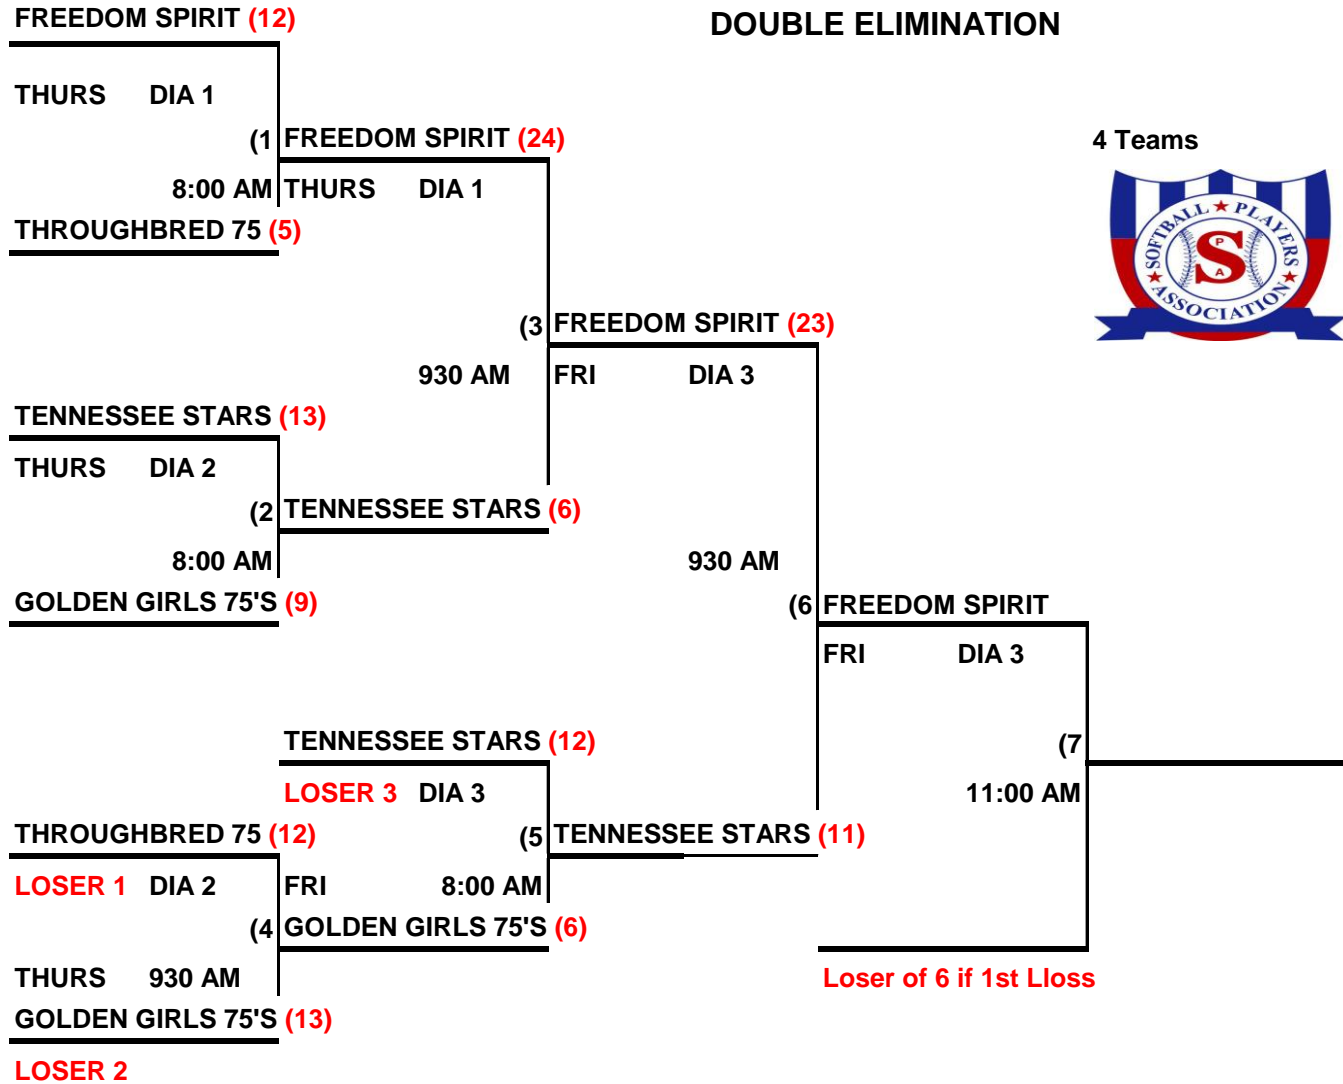 FREEDOM SPIRIT (12)
DOUBLE ELIMINATION
THURS DIA 1
(1 FREEDOM SPIRIT (24)
4 Teams
8:00 AM THURS DIA 1
THROUGHBRED 75 (5)
SOFTBALL ★ PLAYERS ★ ASSOCIATION ★
S
P
A
(3 FREEDOM SPIRIT (23)
930 AM FRI DIA 3
TENNESSEE STARS (13)
THURS DIA 2
(2 TENNESSEE STARS (6)
8:00 AM 930 AM
GOLDEN GIRLS 75'S (9)
(6 FREEDOM SPIRIT
FRI DIA 3
TENNESSEE STARS (12)
(7
LOSER 3 DIA 3
11:00 AM
THROUGHBRED 75 (12)
(5 TENNESSEE STARS (11)
LOSER 1 DIA 2 FRI 8:00 AM
(4 GOLDEN GIRLS 75'S (6)
THURS 930 AM
Loser of 6 if 1st Lloss
GOLDEN GIRLS 75'S (13)
LOSER 2